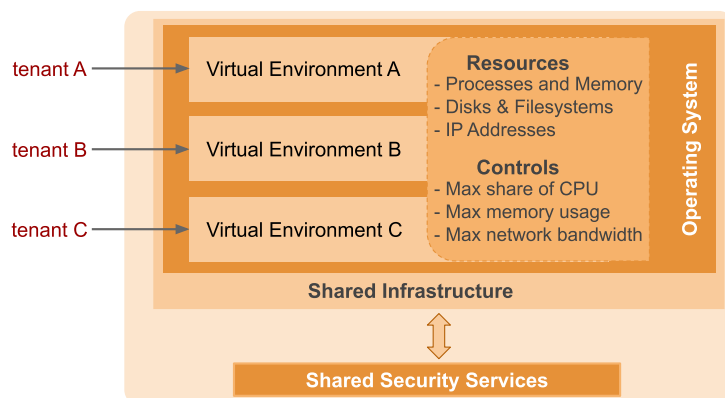 tenant A
Virtual Environment A
tenant B
Virtual Environment B
tenant C
Virtual Environment C
Resources
- Processes and Memory
- Disks & Filesystems
- IP Addresses
Controls
- Max share of CPU
- Max memory usage
- Max network bandwidth
Operating System
Shared Infrastructure
Shared Security Services